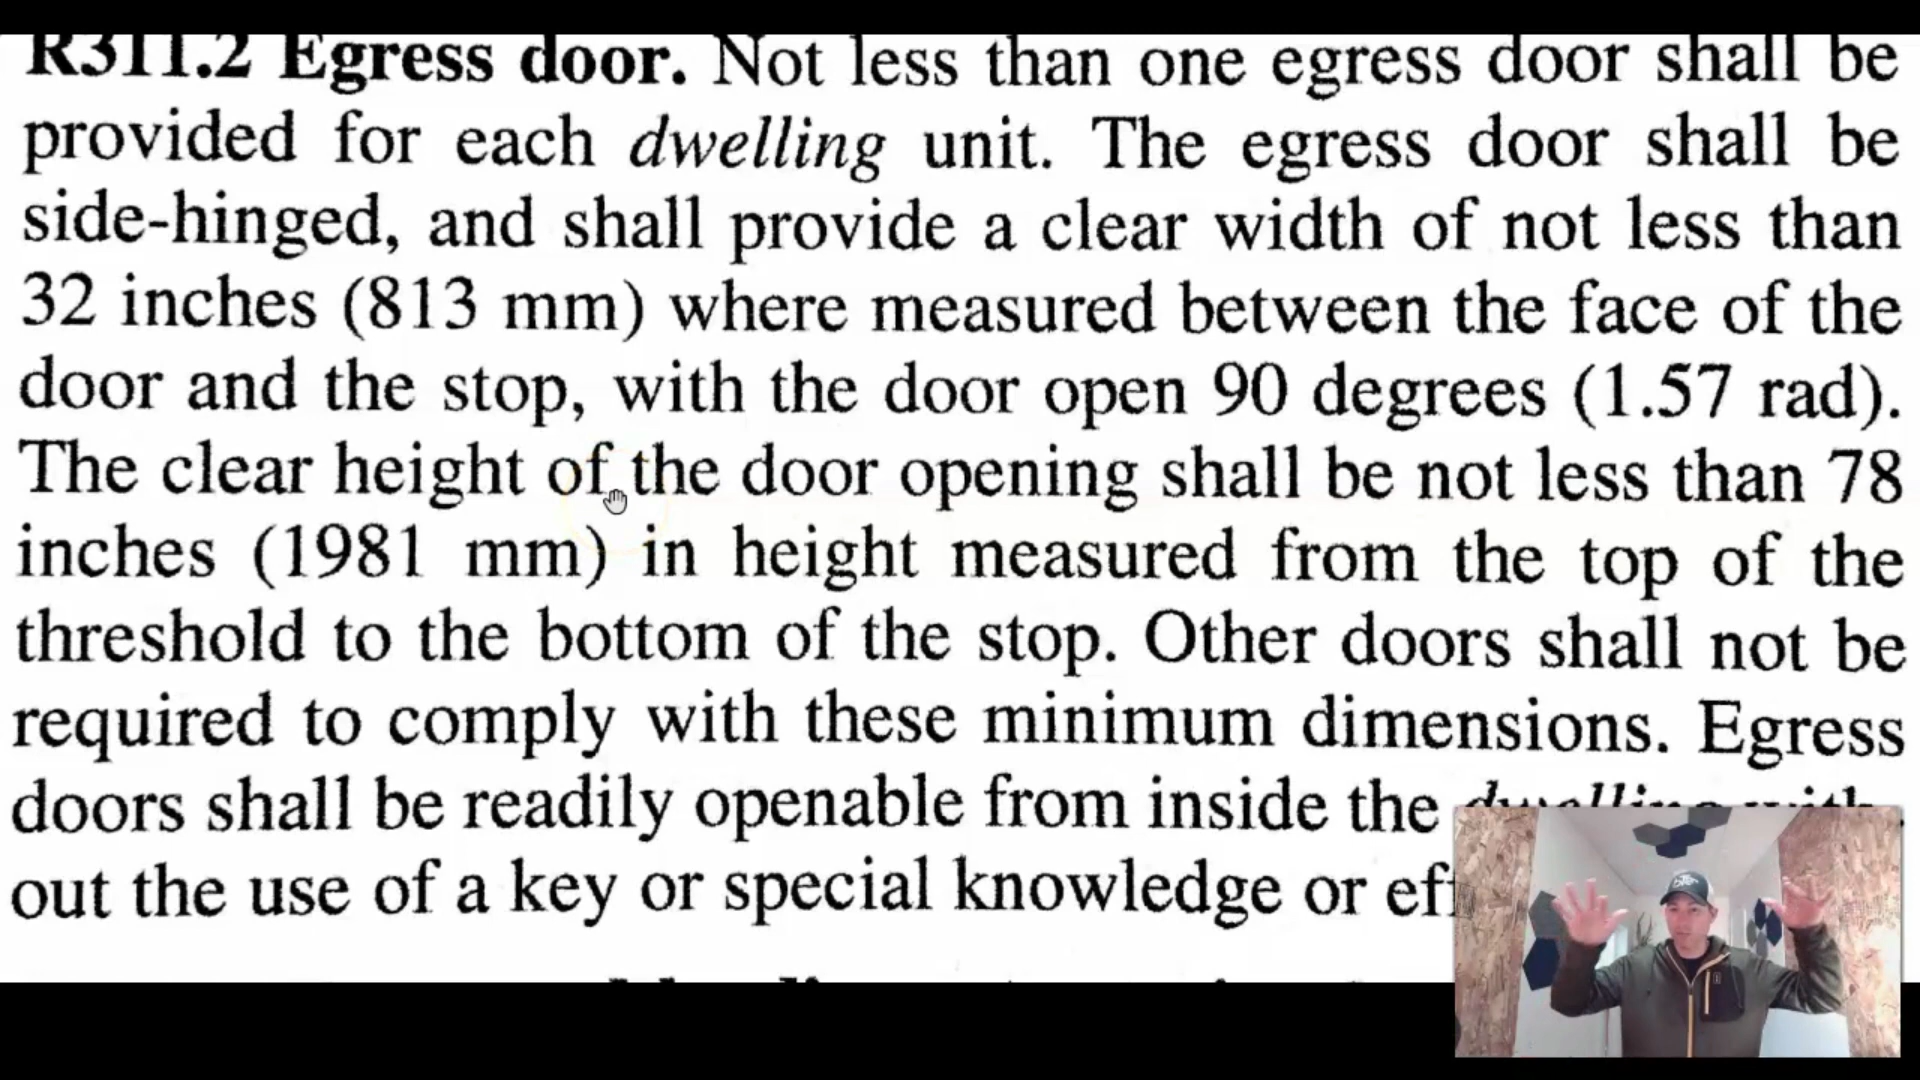 R311.2 Egress door. Not less than one egress door shall be
provided for each dwelling unit. The egress door shall be
side-hinged, and shall provide a clear width of not less than
32 inches (813 mm) where measured between the face of the
door and the stop, with the door open 90 degrees (1.57 rad).
The clear height of the door opening shall be not less than 78
inches (1981 mm) in height measured from the top of the
threshold to the bottom of the stop. Other doors shall not be
required to comply with these minimum dimensions. Egress
doors shall be readily openable from inside the dwelling with-
out the use of a key or special knowledge or